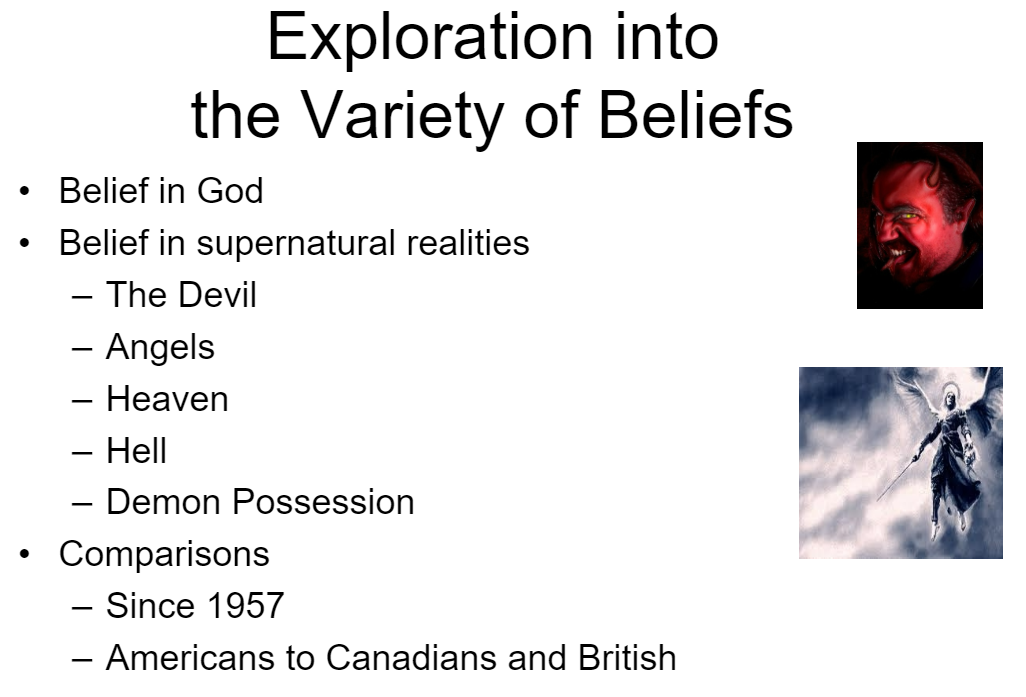 Exploration into
the Variety of Beliefs
• Belief in God
• Belief in supernatural realities
– The Devil
– Angels
– Heaven
– Hell
– Demon Possession
• Comparisons
– Since 1957
– Americans to Canadians and British